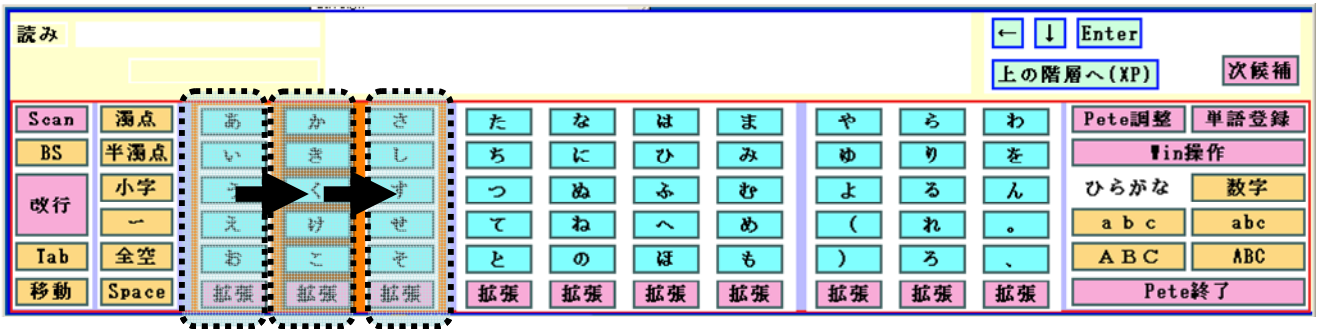 読み
← ↓ Enter
上の階層へ(XP) 次候補
Scan 濁点 あ か さ た な は ま や ら わ Pete調整 単語登録
BS 半濁点 い き し ち に ひ み ゆ り を Win操作
改行 小字 う く す つ ぬ ふ む よ る ん ひらがな 数字
ー え け せ て ね へ め ( れ 。 ａｂｃ abc
Tab 全空 お こ そ と の ほ も ) ろ 、 ＡＢＣ ABC
移動 Space 拡張 拡張 拡張 拡張 拡張 拡張 拡張 拡張 拡張 拡張 Pete終了